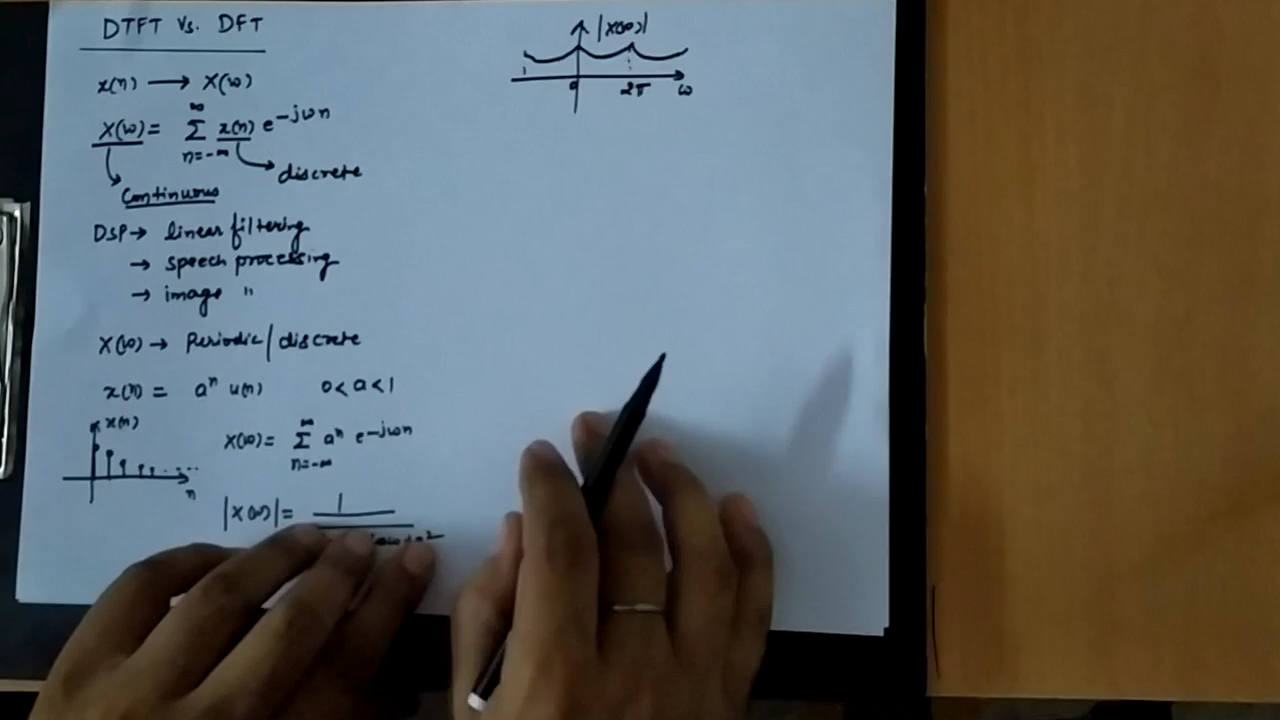 DTFT Vs. DFT
x(n) → X(ω)
X(ω) = ∞ Σ n=-∞ x(n) e^-jωn
discrete
Continuous
DSP → linear filtering
→ speech processing
→ image "
X(ω) → Periodic / discrete
x(n) = a^n u(n) 0 < a < 1
x(n)
n
X(ω) = ∞ Σ n=-∞ a^n e^-jωn
|X(ω)| = 1
|X(ω)|
0 2π ω